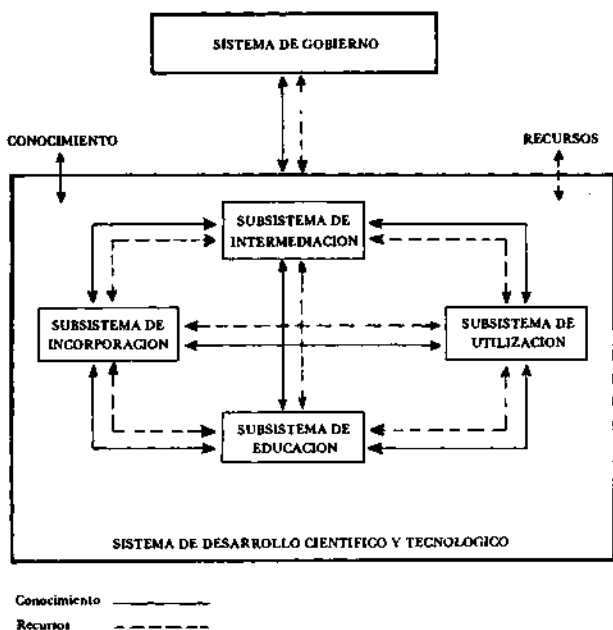 SISTEMA DE GOBIERNO
CONOCIMIENTO
RECURSOS
SUBSISTEMA DE
INTERMEDIACION
SUBSISTEMA DE
INCORPORACION
SUBSISTEMA DE
UTILIZACION
SUBSISTEMA DE
EDUCACION
SISTEMA DE DESARROLLO CIENTIFICO Y TECNOLOGICO
Conocimiento
Recursos